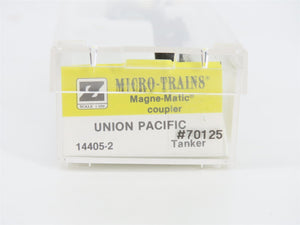 Z
SCALE 1:220
MICRO-TRAINS®
Magne-Matic®
coupler
UNION PACIFIC
#70125
14405-2 Tanker